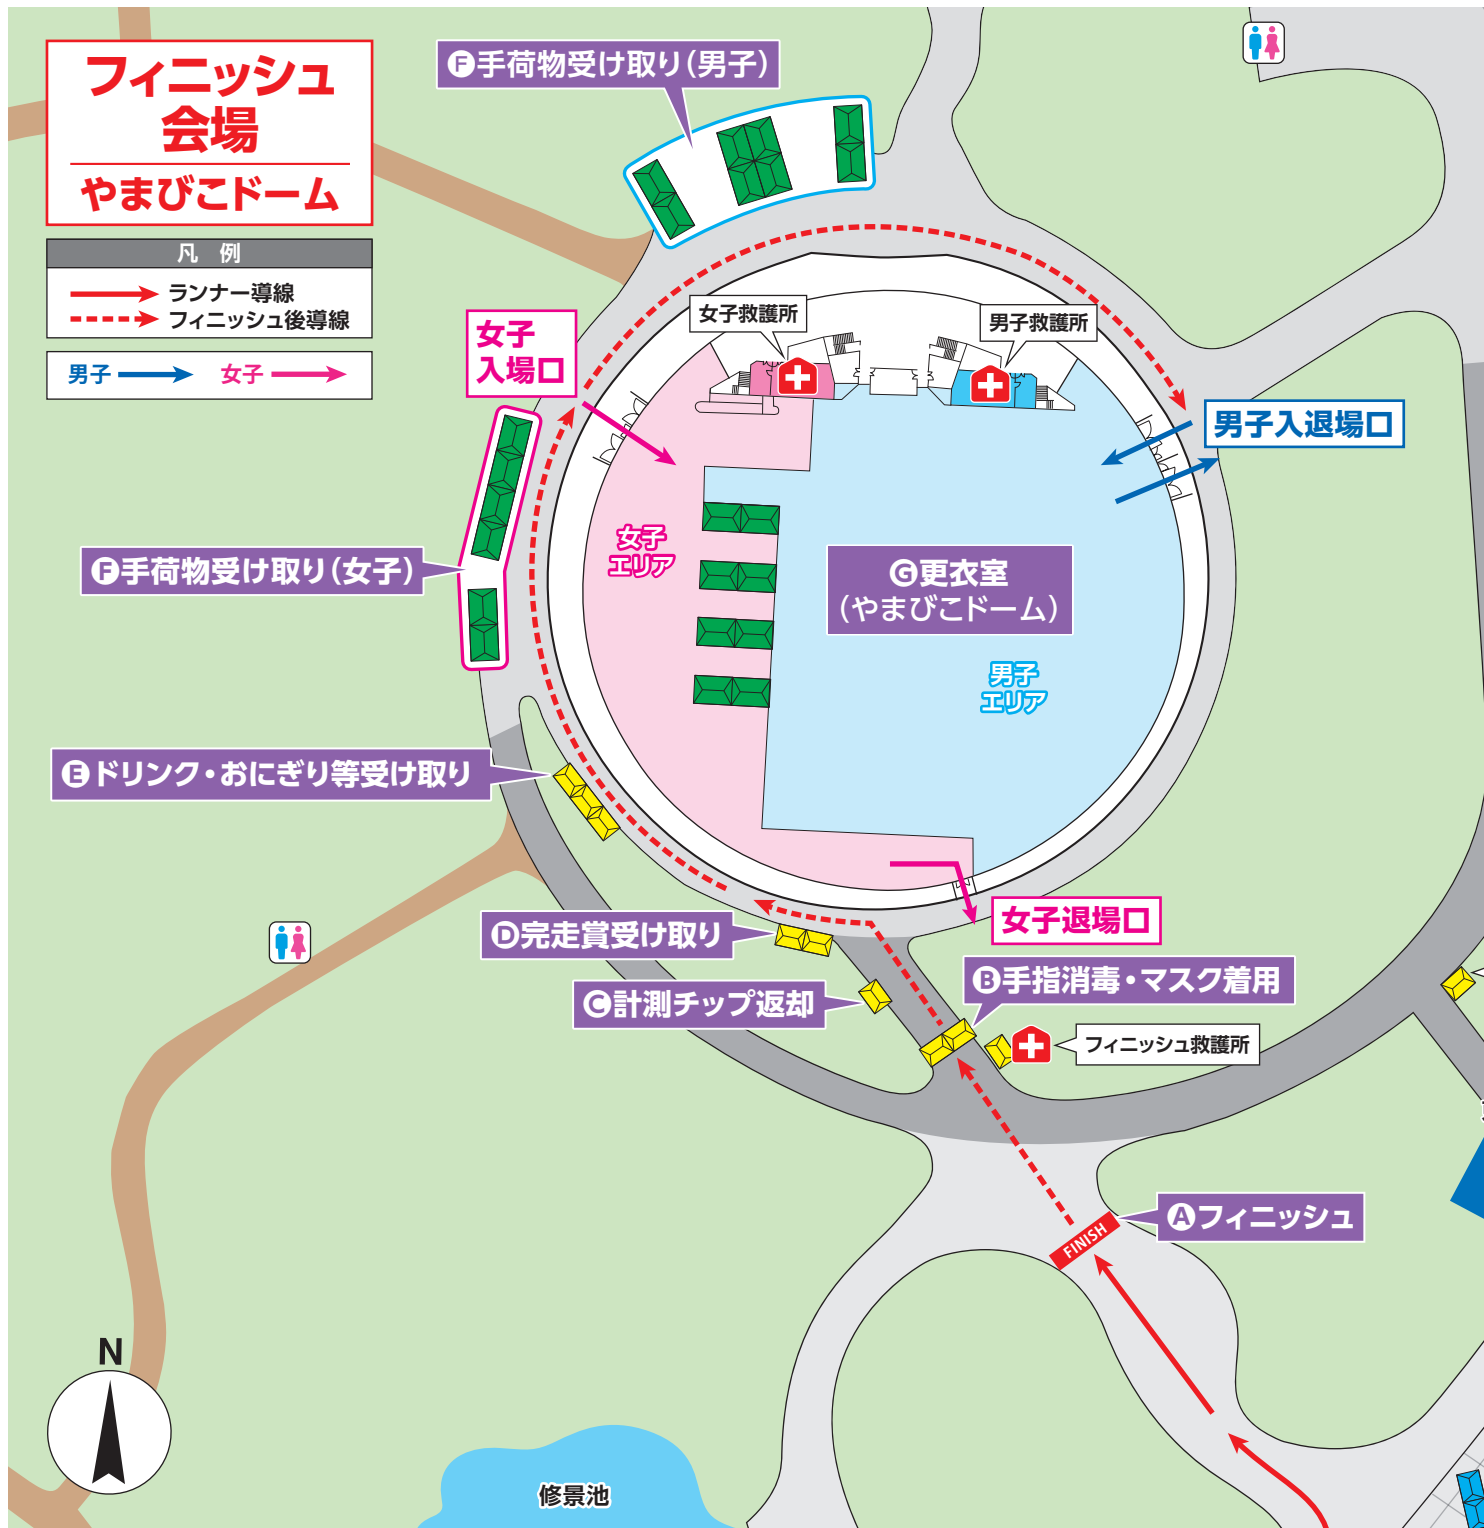 フィニッシュ
会場
やまびこドーム
凡 例
ランナー導線
フィニッシュ後導線
男子
女子
Ⓕ手荷物受け取り(男子)
女子救護所
男子救護所
女子
入場口
男子入退場口
Ⓕ手荷物受け取り(女子)
女子
エリア
Ⓖ更衣室
(やまびこドーム)
男子
エリア
Ⓔドリンク・おにぎり等受け取り
女子退場口
Ⓓ完走賞受け取り
Ⓑ手指消毒・マスク着用
Ⓒ計測チップ返却
フィニッシュ救護所
Ⓐフィニッシュ
FINISH
N
修景池